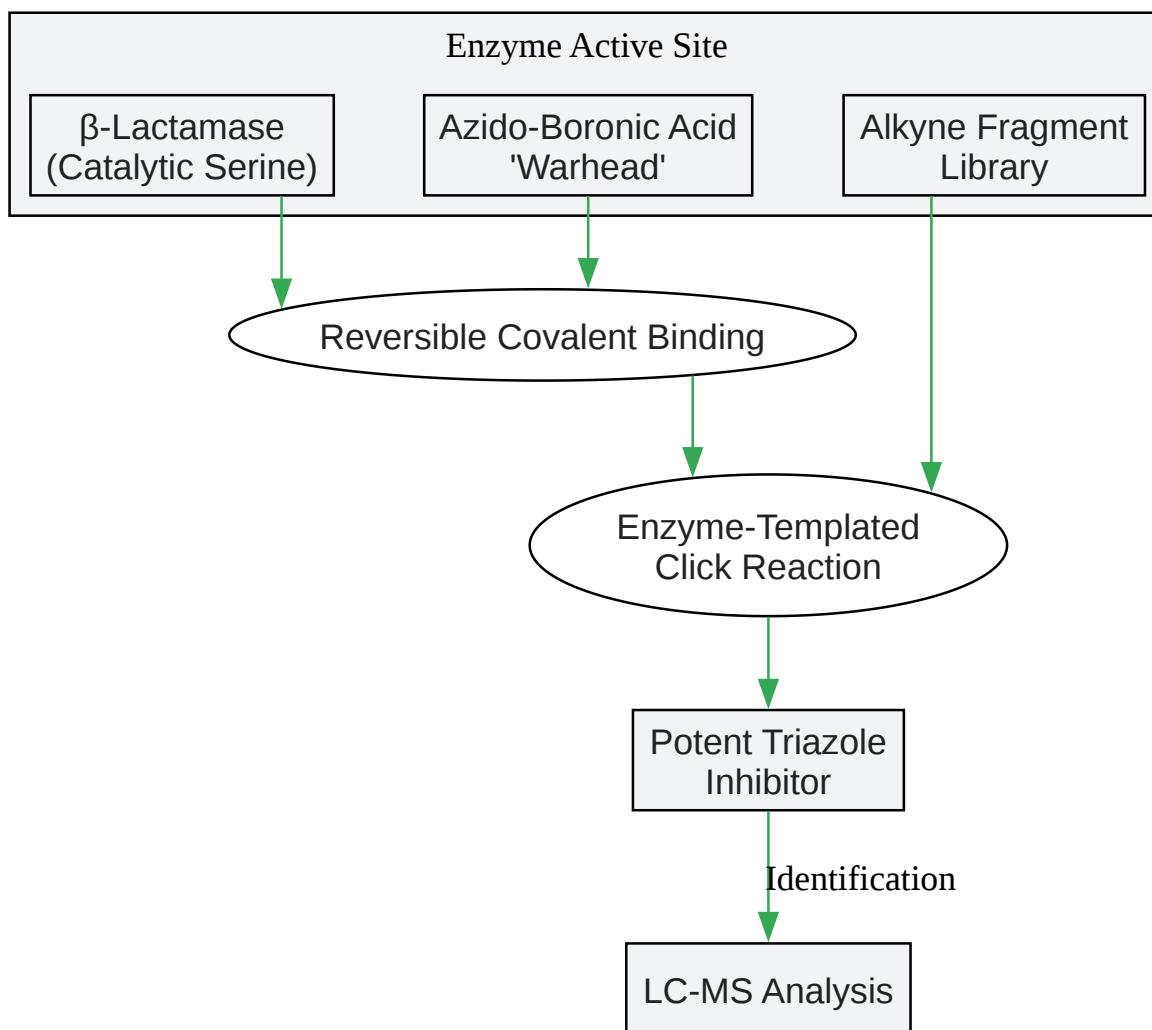 Enzyme Active Site
β-Lactamase
(Catalytic Serine)
Azido-Boronic Acid
'Warhead'
Alkyne Fragment
Library
Reversible Covalent Binding
Enzyme-Templated
Click Reaction
Potent Triazole
Inhibitor
Identification
LC-MS Analysis